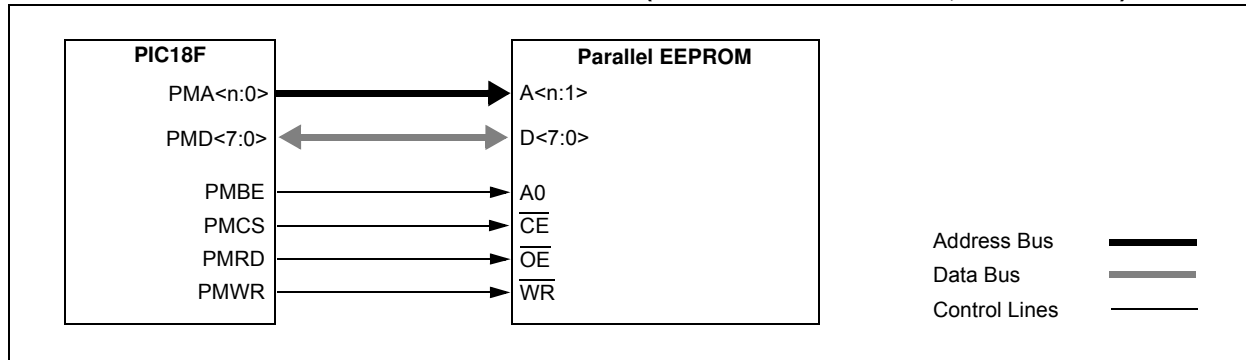 PIC18F
Parallel EEPROM
PMA<n:0>
A<n:1>
PMD<7:0>
D<7:0>
PMBE
A0
PMCS
CE
PMRD
OE
PMWR
WR
Address Bus
Data Bus
Control Lines